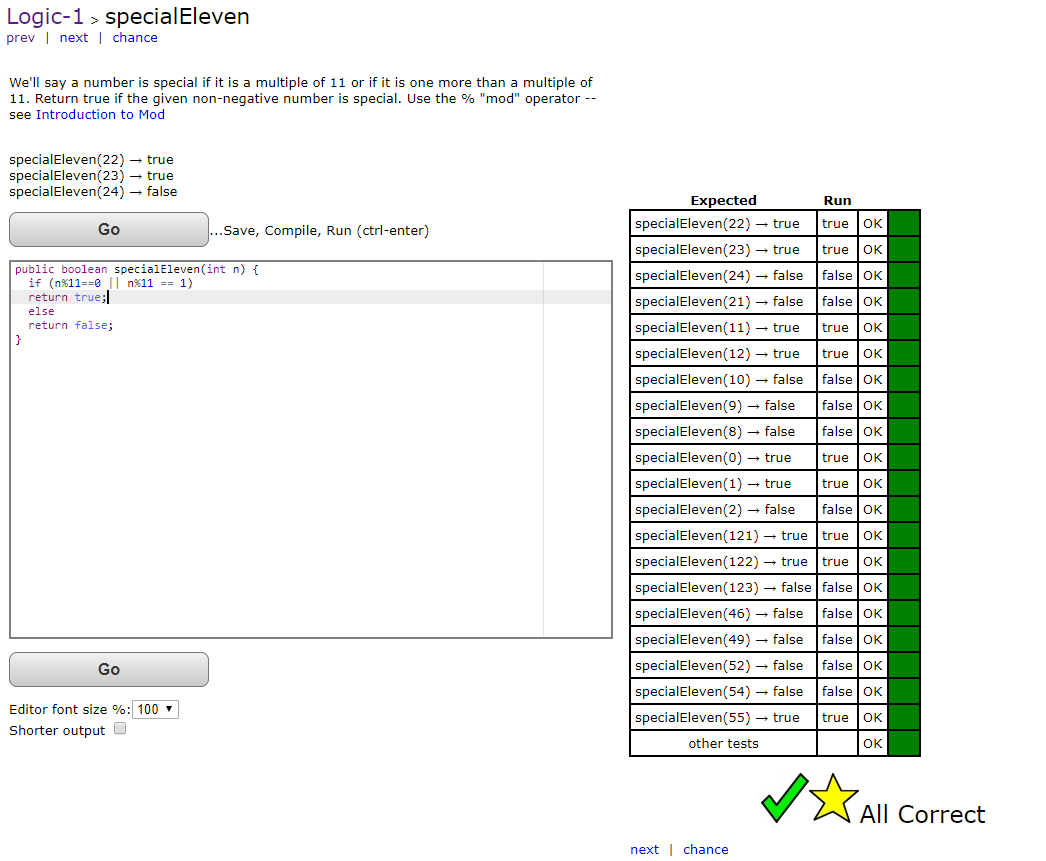 Logic-1 > specialEleven
prev | next | chance
We'll say a number is special if it is a multiple of 11 or if it is one more than a multiple of
11. Return true if the given non-negative number is special. Use the % "mod" operator --
see Introduction to Mod
specialEleven(22) → true
specialEleven(23) → true
specialEleven(24) → false
Go ...Save, Compile, Run (ctrl-enter)
public boolean specialEleven(int n) {
  if (n%11==0 || n%11 == 1)
  return true;
  else
  return false;
}
Go
Editor font size %: 100 ▼
Shorter output
Expected Run
specialEleven(22) → true true OK
specialEleven(23) → true true OK
specialEleven(24) → false false OK
specialEleven(21) → false false OK
specialEleven(11) → true true OK
specialEleven(12) → true true OK
specialEleven(10) → false false OK
specialEleven(9) → false false OK
specialEleven(8) → false false OK
specialEleven(0) → true true OK
specialEleven(1) → true true OK
specialEleven(2) → false false OK
specialEleven(121) → true true OK
specialEleven(122) → true true OK
specialEleven(123) → false false OK
specialEleven(46) → false false OK
specialEleven(49) → false false OK
specialEleven(52) → false false OK
specialEleven(54) → false false OK
specialEleven(55) → true true OK
other tests OK
All Correct
next | chance